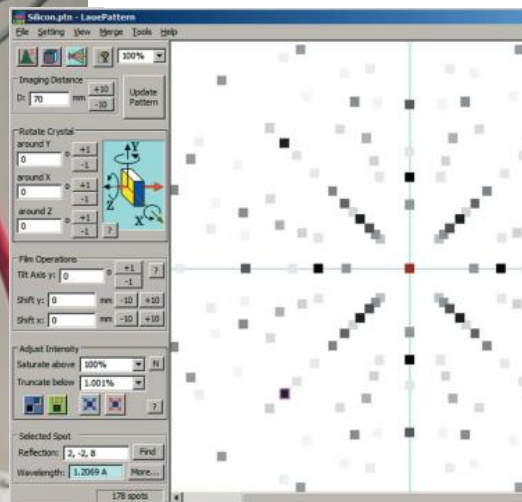 Silicon.ptn - LauePattern
File Setting View Merge Tools Help
100%
Imaging Distance
D: 70 mm +10 -10 Update Pattern
Rotate Crystal
around Y
0 ° +1 -1
around X
0 ° +1 -1
around Z
0 ° +1 -1 ?
Y
Z
X
Film Operations
Tilt Axis y: 0 ° +1 -1 ?
Shift y: 0 mm -10 +10
Shift x: 0 mm -10 +10
Adjust Intensity
Saturate above 100% N
Truncate below 1.001%
?
Selected Spot
Reflection: 2, -2, 8 Find
Wavelength: 1.2069 A More...
178 spots